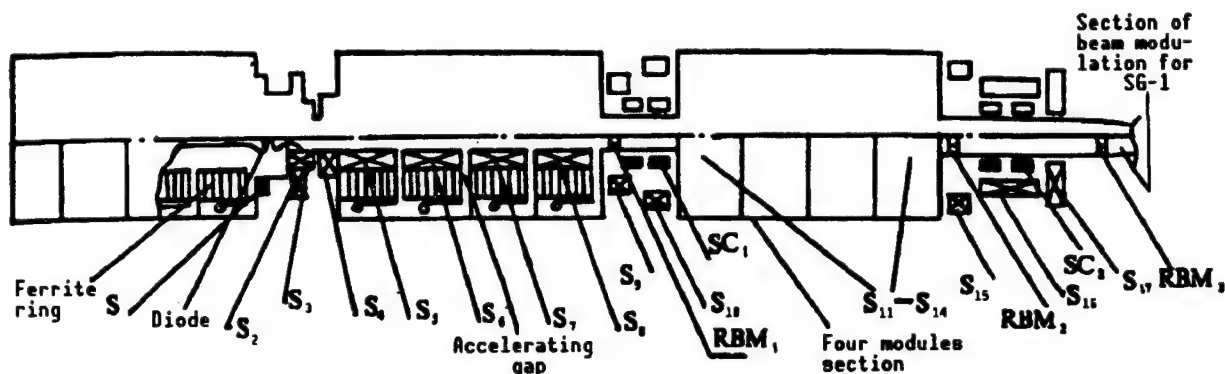 Section of
beam modu-
lation for
SG-1
Ferrite
ring
S
Diode
S₂
S₃
S₄
S₅
S₆
Accelerating
gap
S₇
S₈
S₉
S₁₀
RBM₁
SC₁
Four modules
section
S₁₁—S₁₄
S₁₅
RBM₂
S₁₆
SC₂
S₁₇
RBM₃